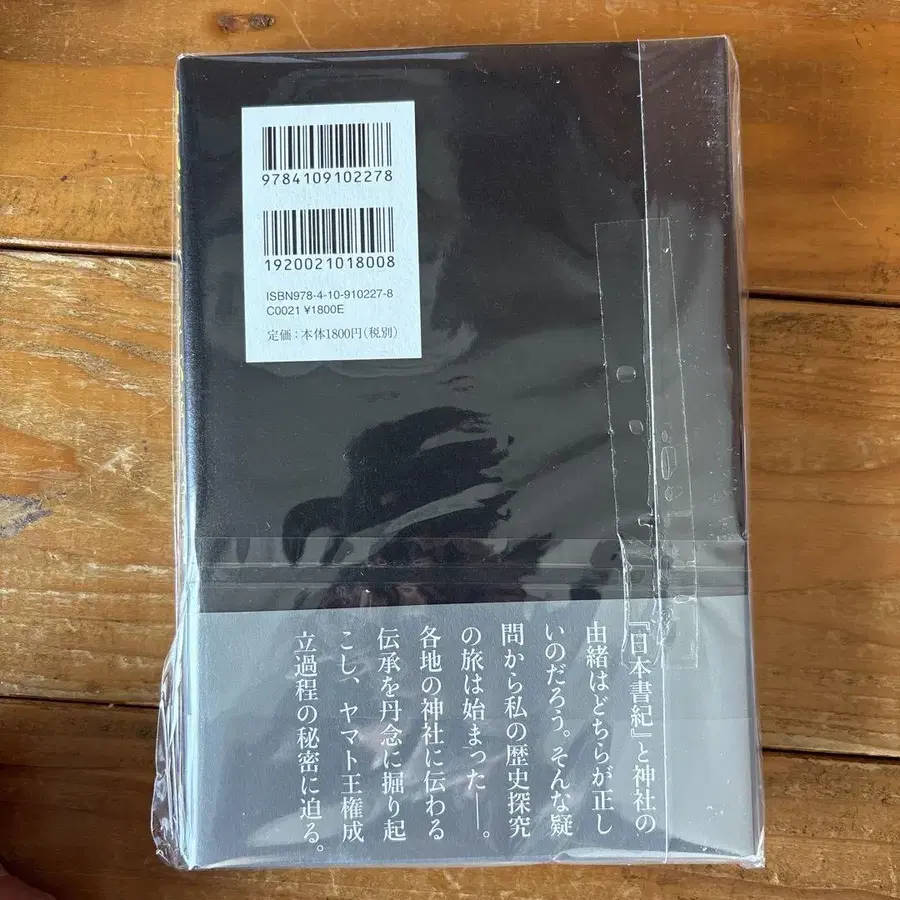 9784109102278
1920021018008
ISBN978-4-10-910227-8
C0021 ¥1800E
定価：本体1800円(税別)
『日本書紀』と神社の
由緒はどちらが正し
いのだろう。そんな疑
問から私の歴史探究
の旅は始まった──。
各地の神社に伝わる
伝承を丹念に掘り起
こし、ヤマト王権成
立過程の秘密に迫る。